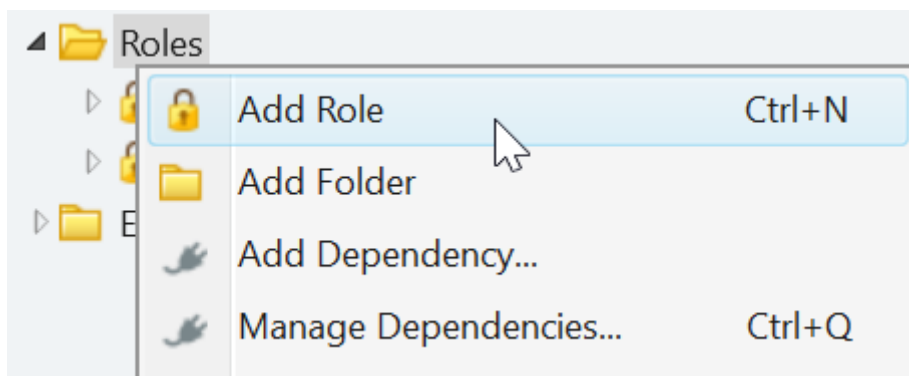 Roles
Add Role Ctrl+N
Add Folder
E
Add Dependency...
Manage Dependencies... Ctrl+Q